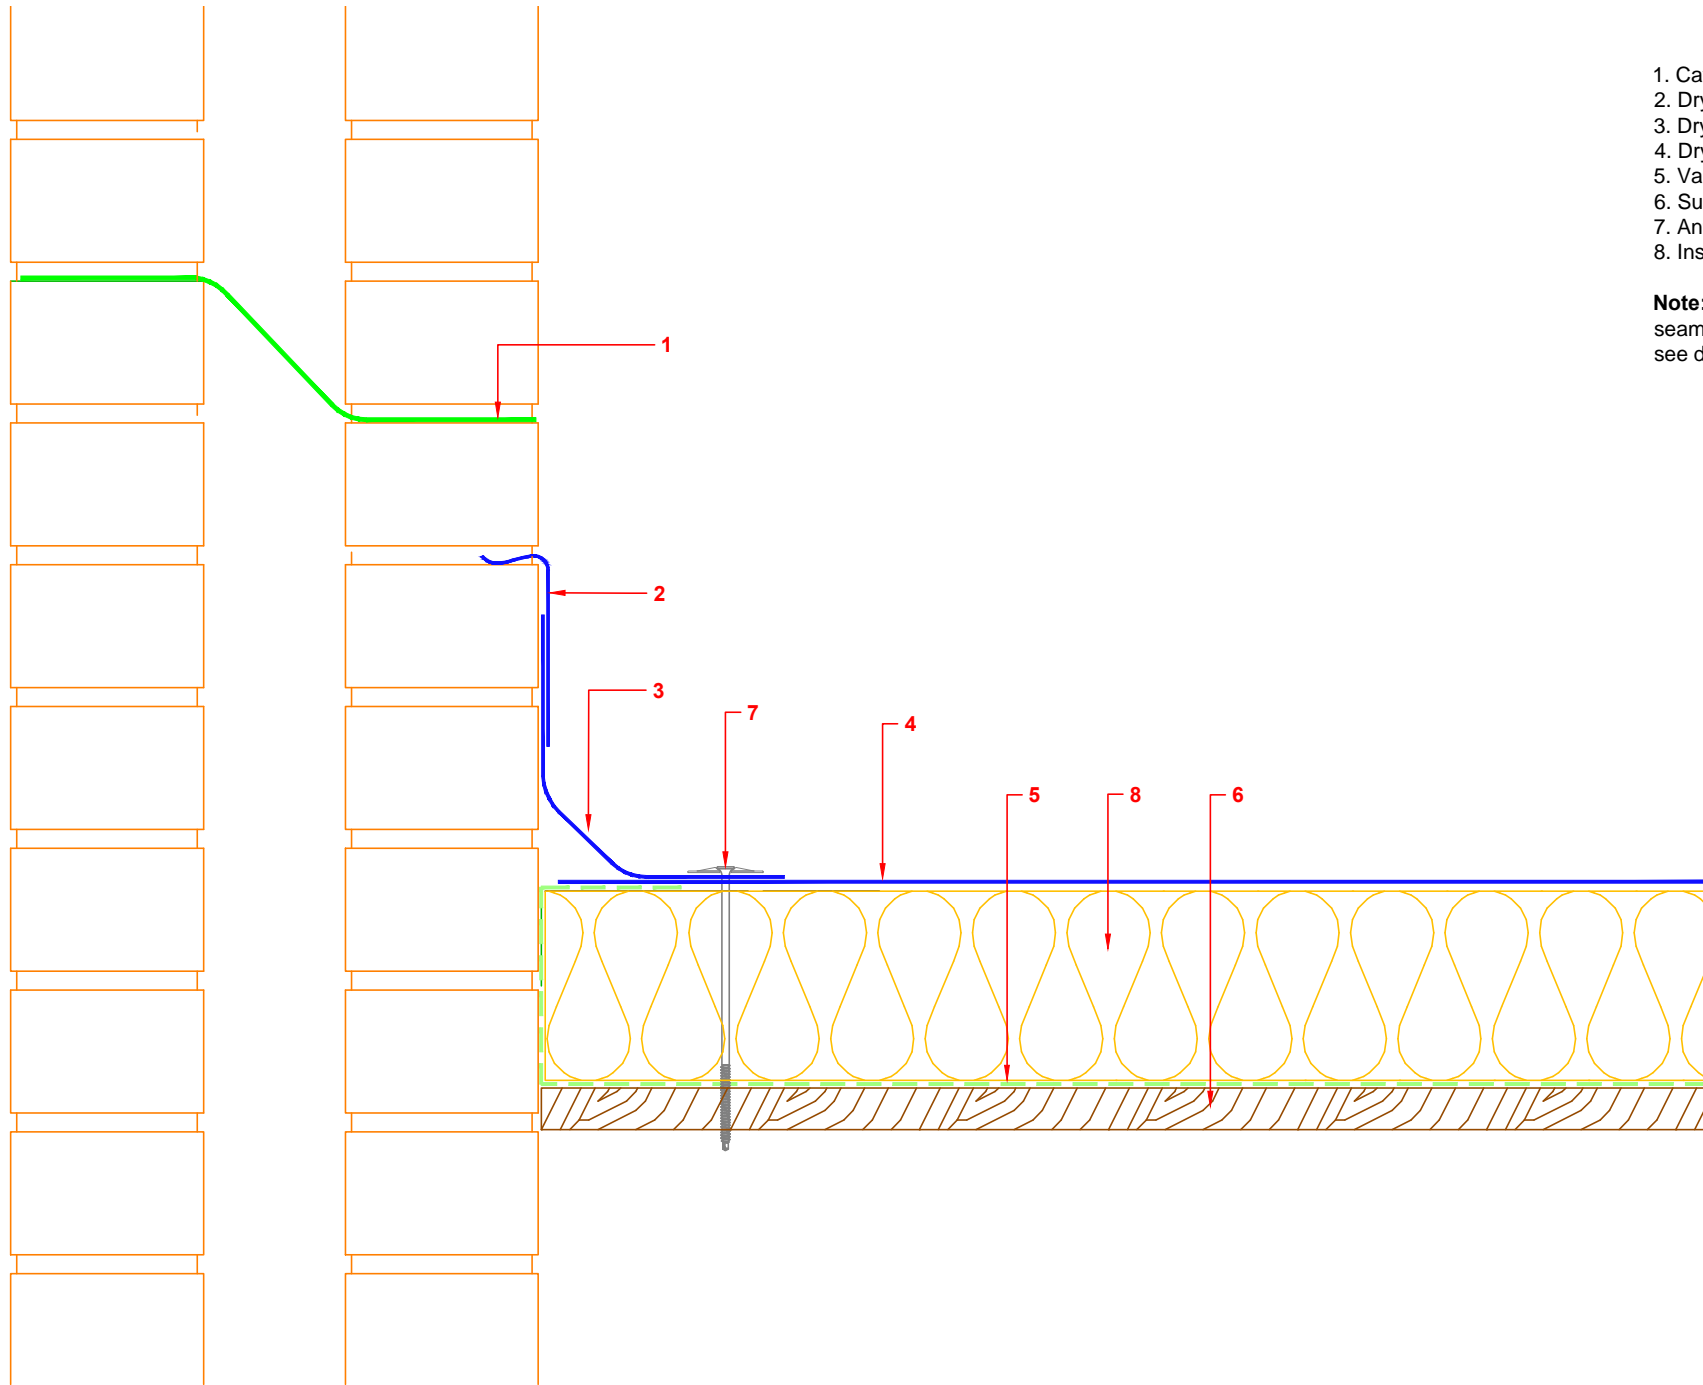 1. Ca
2. Dry
3. Dry
4. Dry
5. Va
6. Su
7. An
8. Ins
Note:
seam
see d
1
2
3
7
4
5
8
6